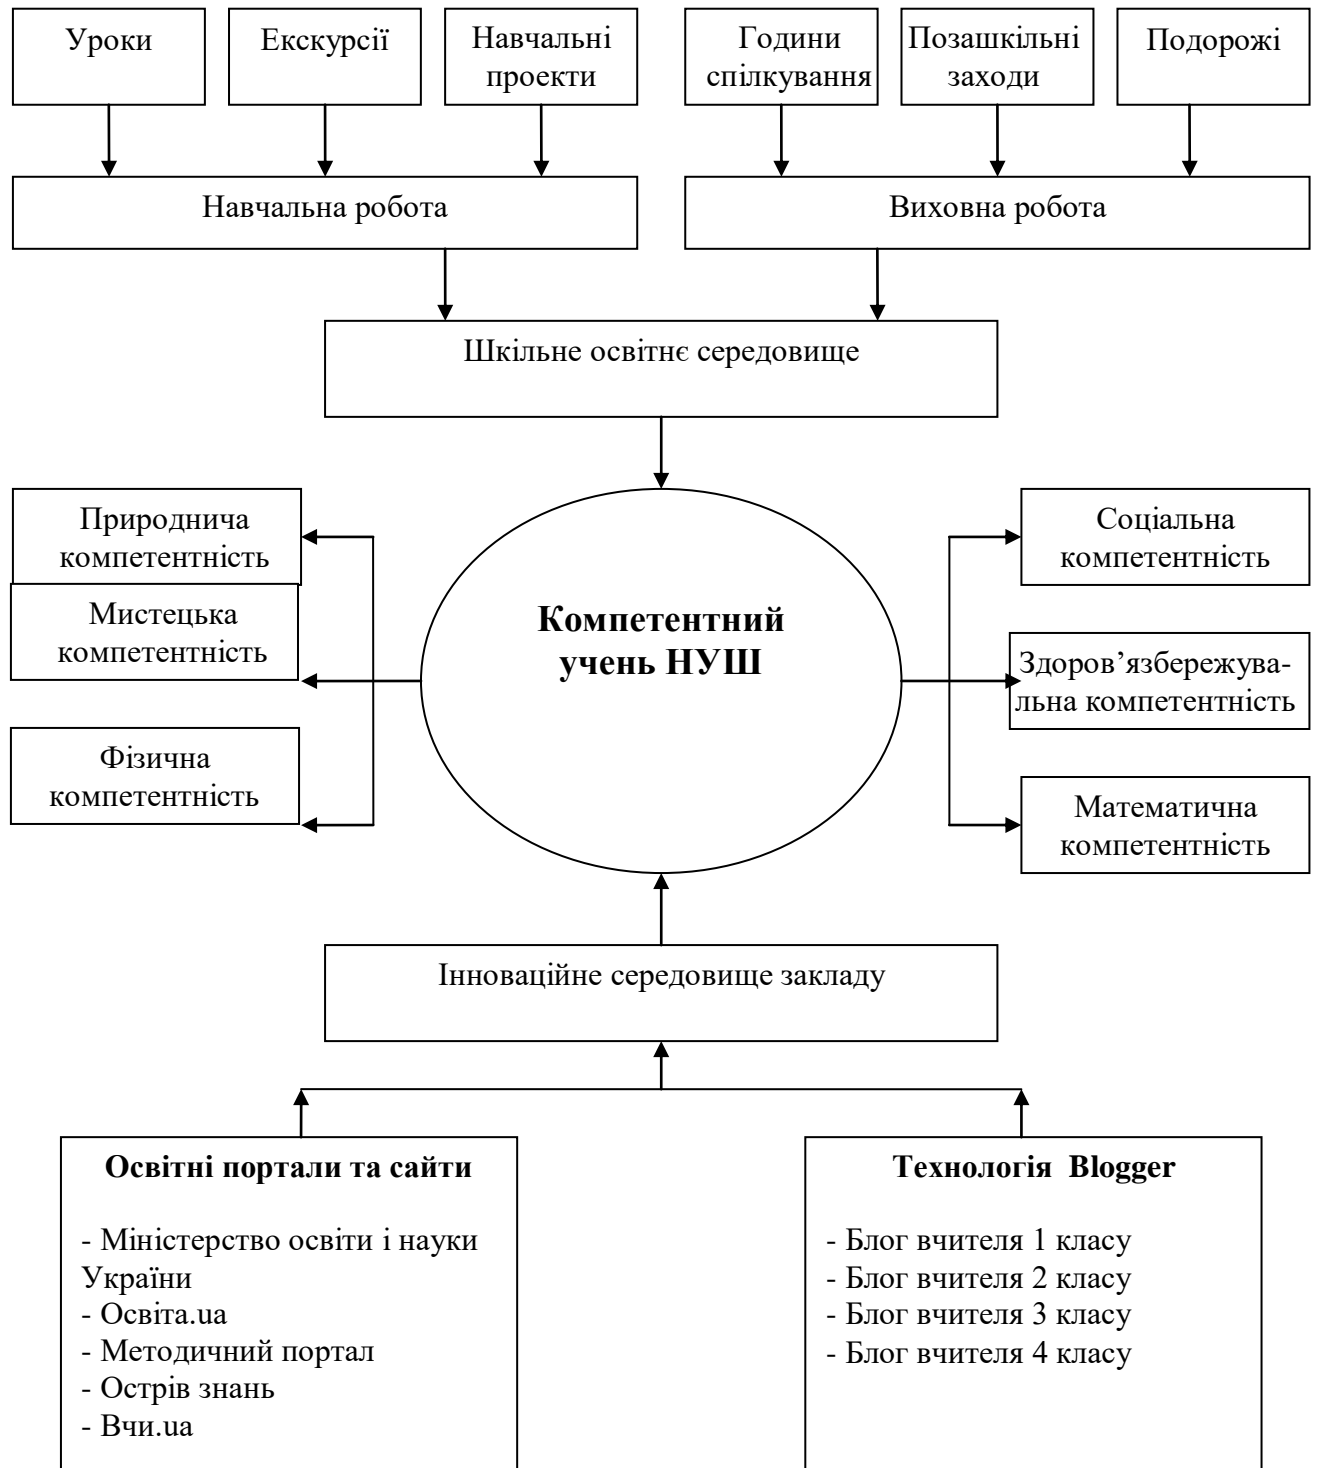 Уроки
Екскурсії
Навчальні
проекти
Години
спілкування
Позашкільні
заходи
Подорожі
Навчальна робота
Виховна робота
Шкільне освітнє середовище
Природнича
компетентність
Мистецька
компетентність
Фізична
компетентність
Компетентний
учень НУШ
Соціальна
компетентність
Здоров’язбережува-
льна компетентність
Математична
компетентність
Інноваційне середовище закладу
Освітні портали та сайти
- Міністерство освіти і науки
України
- Освіта.ua
- Методичний портал
- Острів знань
- Вчи.ua
Технологія Blogger
- Блог вчителя 1 класу
- Блог вчителя 2 класу
- Блог вчителя 3 класу
- Блог вчителя 4 класу